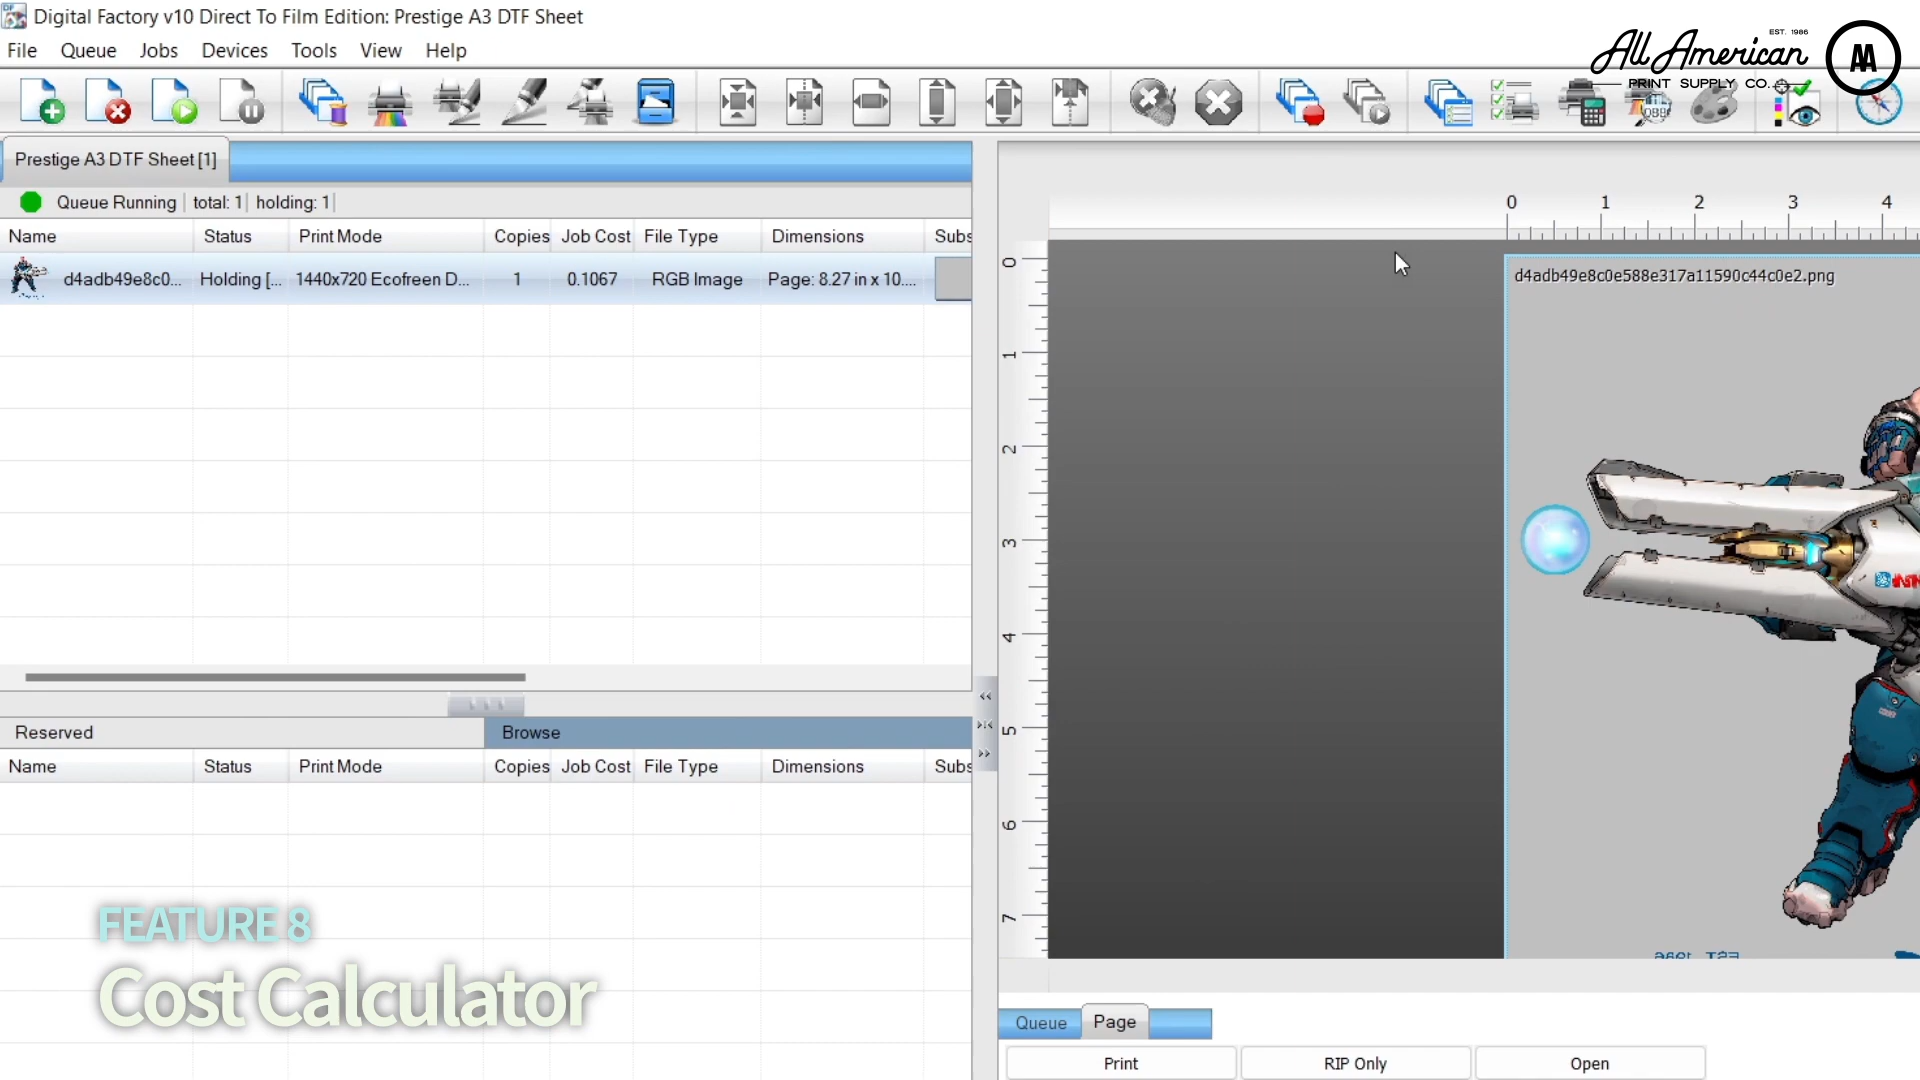 Digital Factory v10 Direct To Film Edition: Prestige A3 DTF Sheet
File Queue Jobs Devices Tools View Help
EST. 1986
All American
PRINT SUPPLY CO.
Prestige A3 DTF Sheet [1]
Queue Running total: 1 holding: 1
Name Status Print Mode Copies Job Cost File Type Dimensions Subs
d4adb49e8c0... Holding [... 1440x720 Ecofreen D... 1 0.1067 RGB Image Page: 8.27 in x 10....
0 1 2 3 4
0
1
2
3
4
5
6
7
d4adb49e8c0e588e317a11590c44c0e2.png
Reserved Browse
Name Status Print Mode Copies Job Cost File Type Dimensions Subs
FEATURE 8
Cost Calculator
Queue Page
Print RIP Only Open